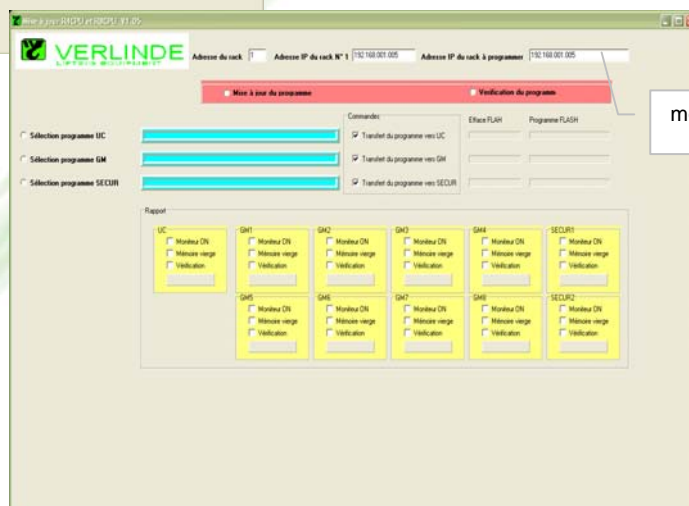 Mise à jour R4CPU et R3CPU V1.05
VERLINDE
LIFTING EQUIPMENT
Adresse du rack 1 Adresse IP du rack N° 1 192.168.001.005 Adresse IP du rack à programmer 192.168.001.005
Mise à jour du programme Vérification du programm
Commandes Efface FLAH Programme FLASH
Sélection programme UC Transfert du programme vers UC
Sélection programme GM Transfert du programme vers GM
Sélection programme SECUR Transfert du programme vers SECUR
Rapport
UC GM1 GM2 GM3 GM4 SECUR1
Moniteur ON Moniteur ON Moniteur ON Moniteur ON Moniteur ON Moniteur ON
Mémoire vierge Mémoire vierge Mémoire vierge Mémoire vierge Mémoire vierge Mémoire vierge
Vérification Vérification Vérification Vérification Vérification Vérification
GM5 GM6 GM7 GM8 SECUR2
Moniteur ON Moniteur ON Moniteur ON Moniteur ON Moniteur ON
Mémoire vierge Mémoire vierge Mémoire vierge Mémoire vierge Mémoire vierge
Vérification Vérification Vérification Vérification Vérification